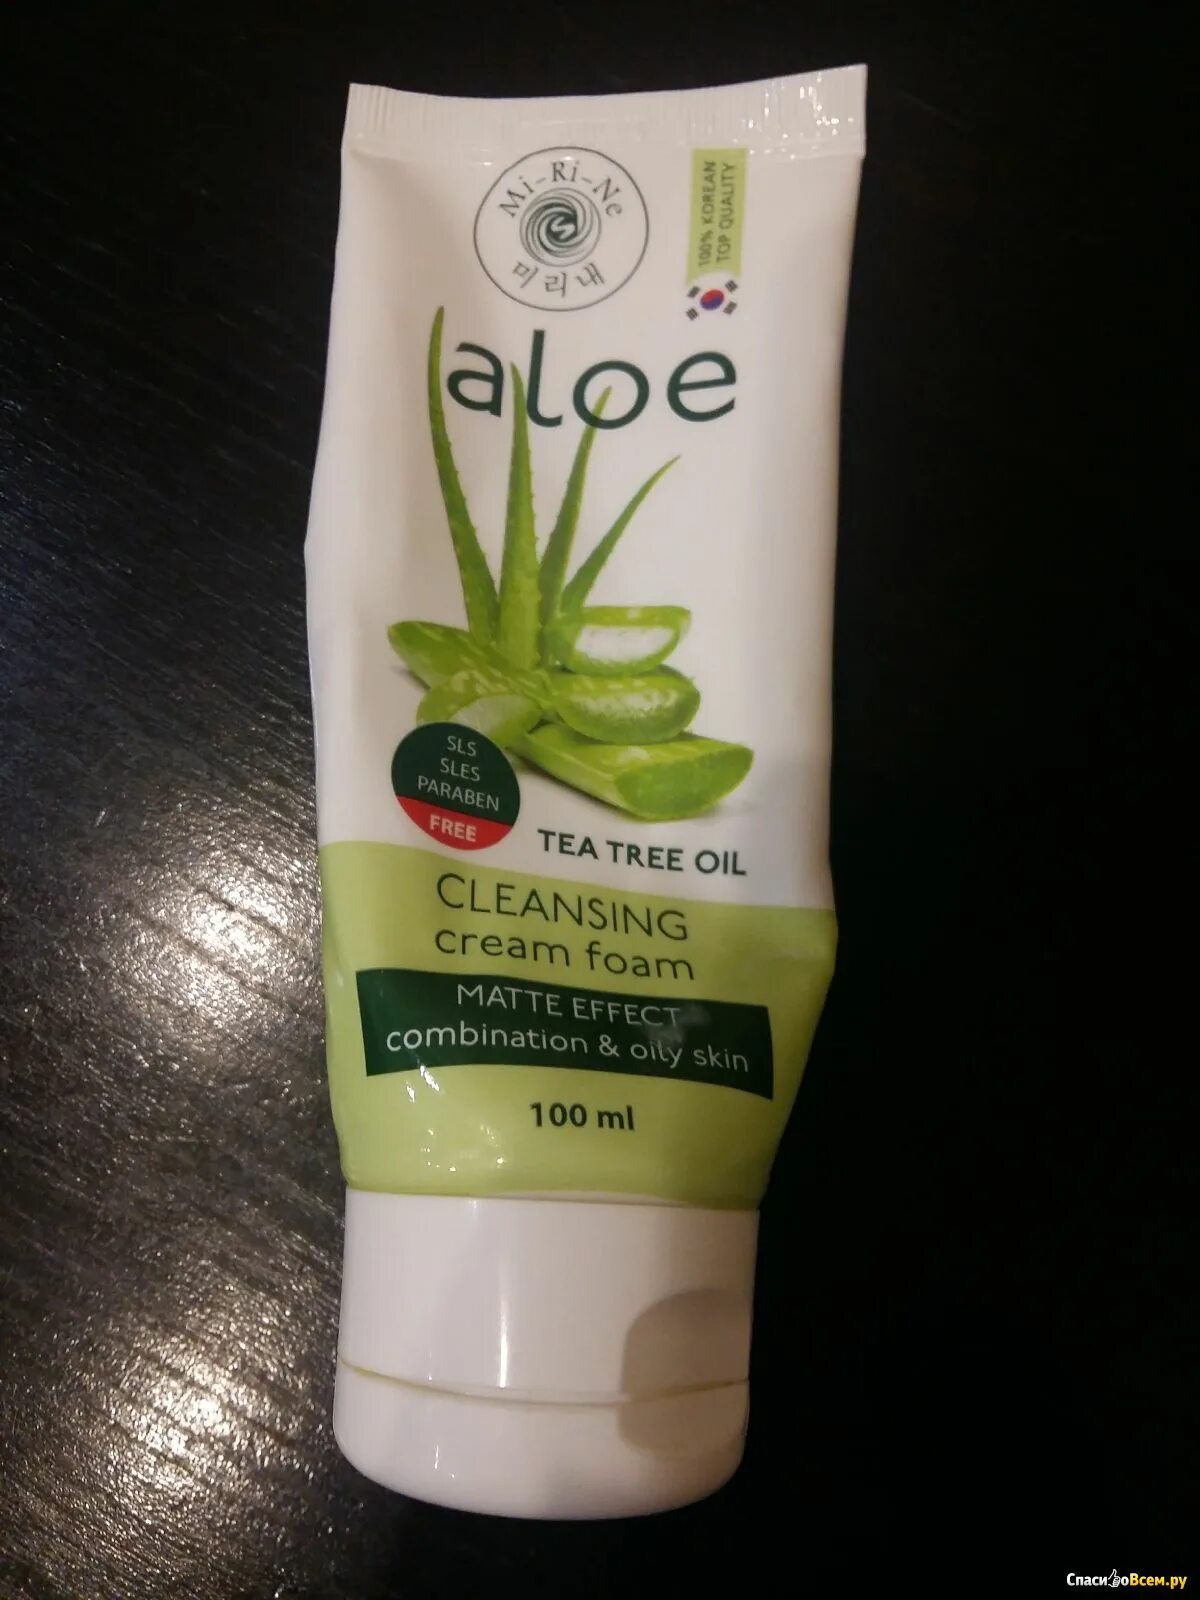 Mi-Ri-Ne
미리내
100% KOREAN
TOP QUALITY
aloe
SLS
SLES
PARABEN
FREE
TEA TREE OIL
CLEANSING
cream foam
MATTE EFFECT
combination & oily skin
100 ml
СпасибоВсем.ру